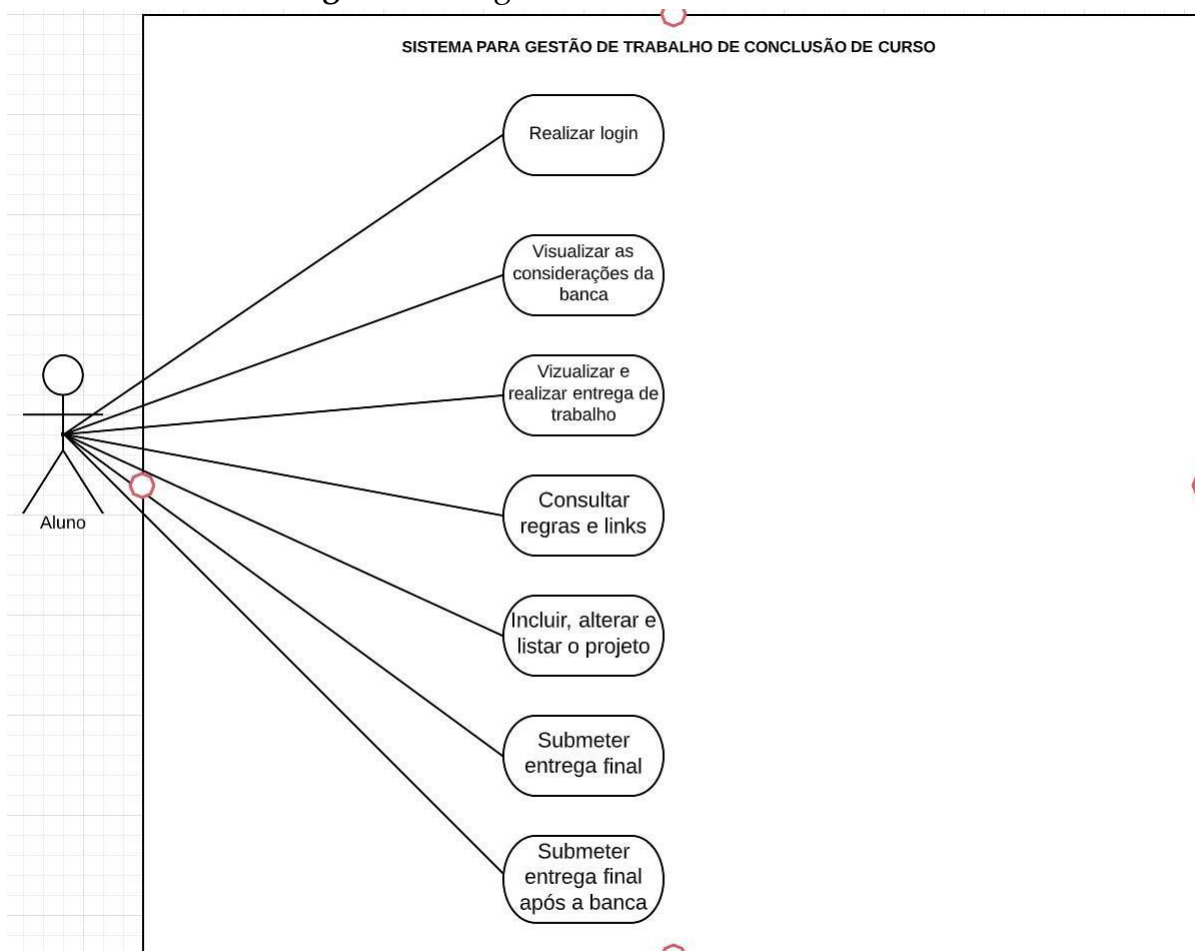 SISTEMA PARA GESTÃO DE TRABALHO DE CONCLUSÃO DE CURSO
Realizar login
Visualizar as
considerações da
banca
Vizualizar e
realizar entrega de
trabalho
Consultar
regras e links
Aluno
Incluir, alterar e
listar o projeto
Submeter
entrega final
Submeter
entrega final
após a banca